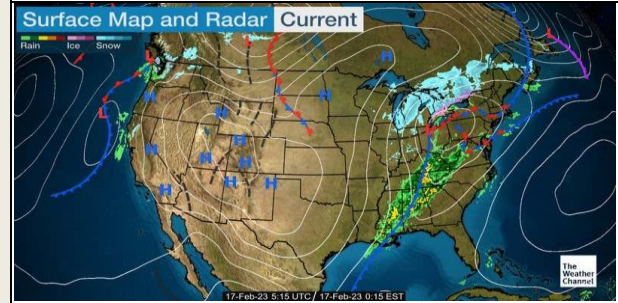 Surface Map and Radar Current
Rain Ice Snow
L
H
H
L
L
H
H
H
H
L
H
H
H
H
H
H
The
Weather
Channel
17-Feb-23 5:15 UTC / 17-Feb-23 0:15 EST